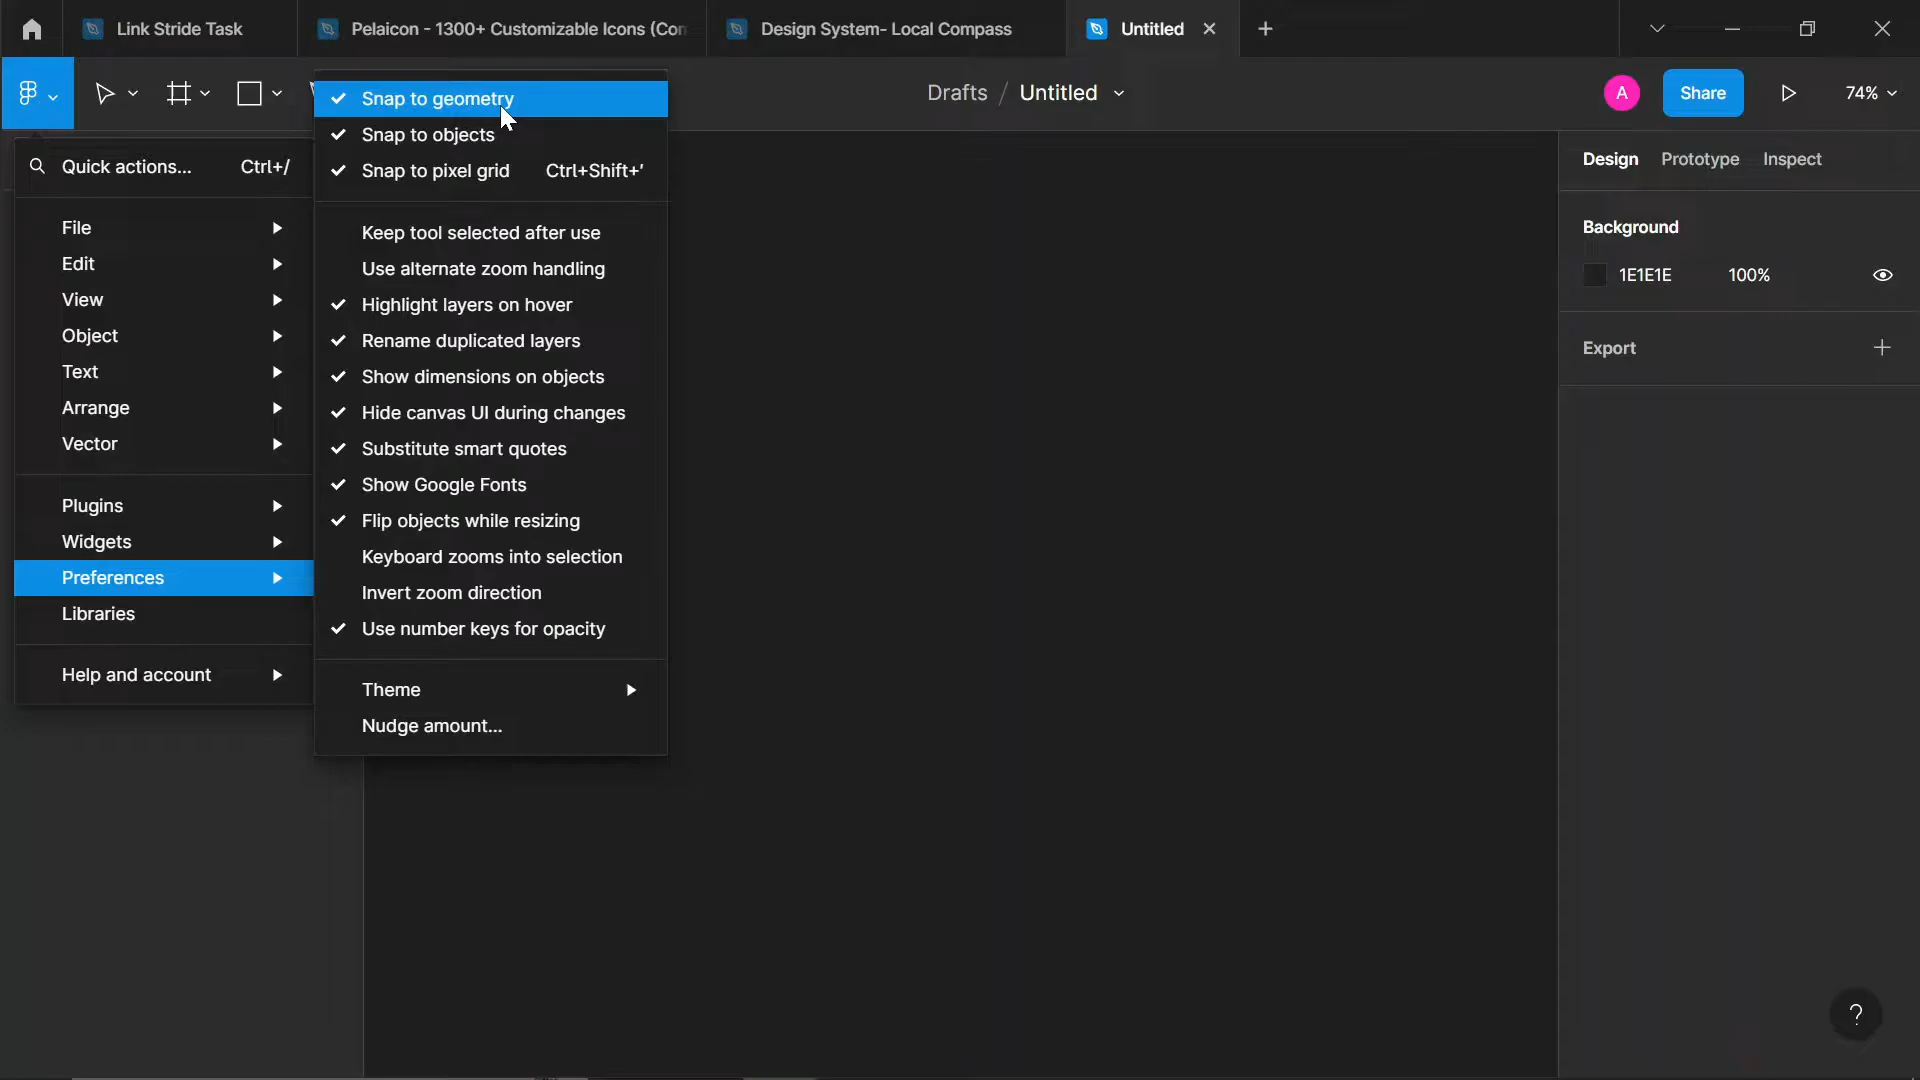 Link Stride Task
Pelaicon - 1300+ Customizable Icons (Con
Design System- Local Compass
Untitled
Drafts / Untitled
A
Share
74%
Quick actions... Ctrl+/
File
Edit
View
Object
Text
Arrange
Vector
Plugins
Widgets
Preferences
Libraries
Help and account
Snap to geometry
Snap to objects
Snap to pixel grid Ctrl+Shift+'
Keep tool selected after use
Use alternate zoom handling
Highlight layers on hover
Rename duplicated layers
Show dimensions on objects
Hide canvas UI during changes
Substitute smart quotes
Show Google Fonts
Flip objects while resizing
Keyboard zooms into selection
Invert zoom direction
Use number keys for opacity
Theme
Nudge amount...
Design Prototype Inspect
Background
1E1E1E 100%
Export
?